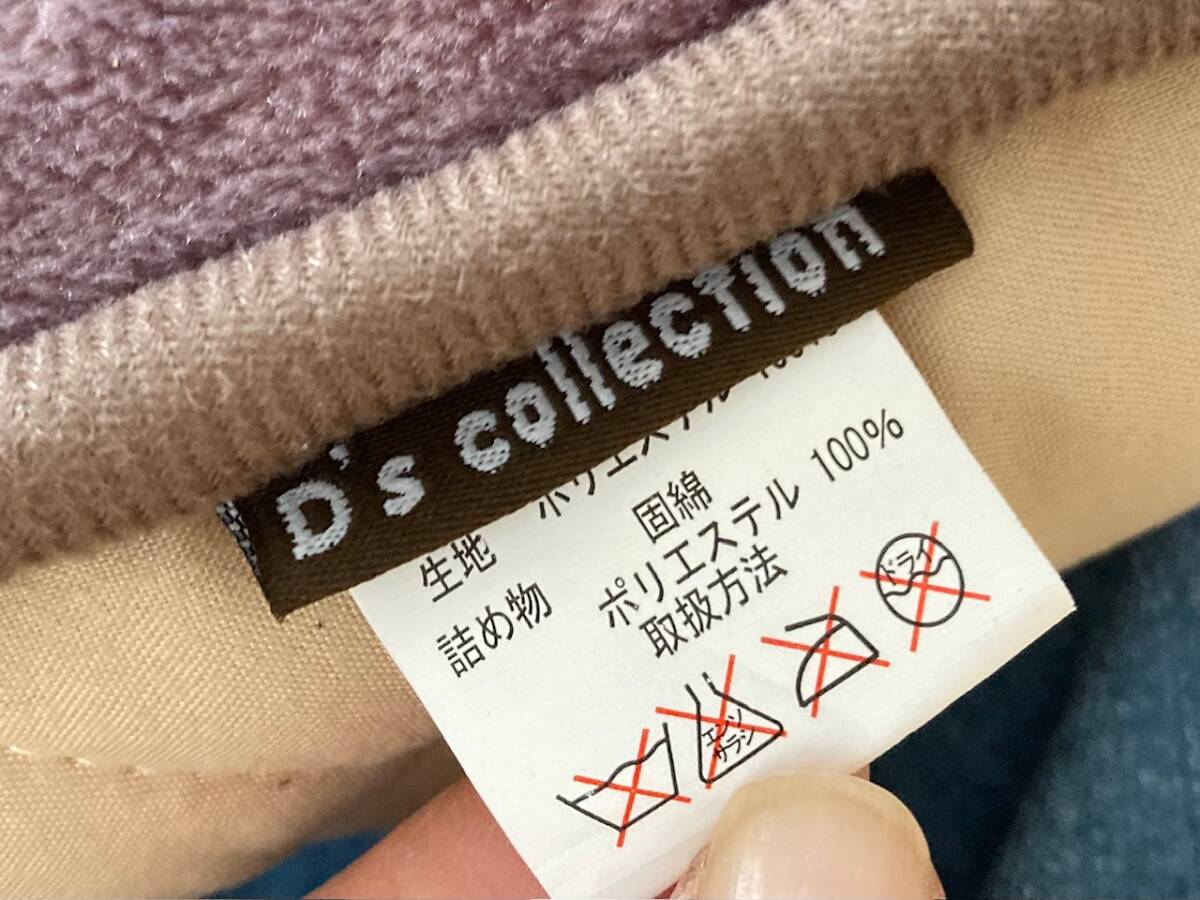 D's collection
生地 ポリエステル
詰め物 固綿
ポリエステル 100%
取扱方法
エンソ
サラシ
ドライ